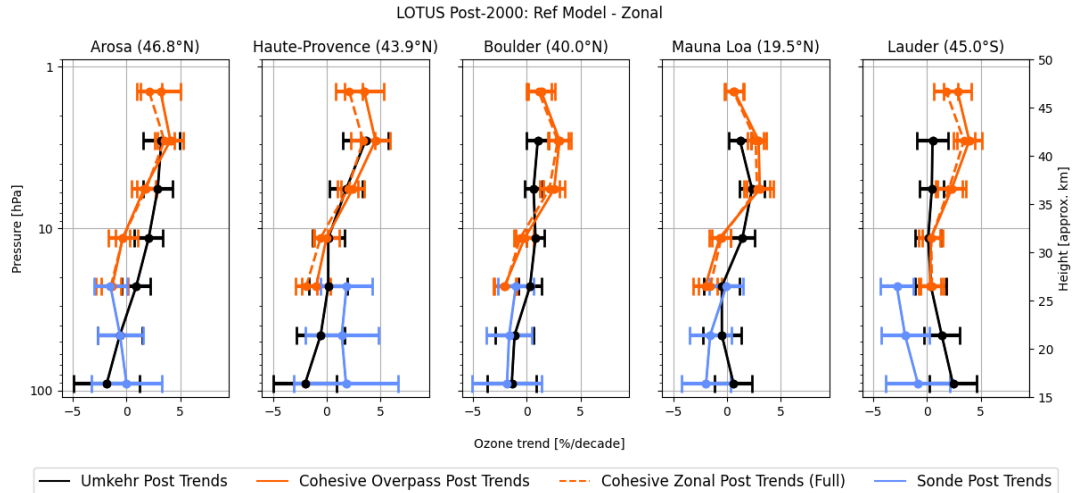 LOTUS Post-2000: Ref Model - Zonal
Arosa (46.8°N)
Haute-Provence (43.9°N)
Boulder (40.0°N)
Mauna Loa (19.5°N)
Lauder (45.0°S)
Pressure [hPa]
1
10
100
−5 0 5
−5 0 5
−5 0 5
−5 0 5
−5 0 5
50
45
40
35
30
25
20
15
Height [approx. km]
Ozone trend [%/decade]
Umkehr Post Trends
Cohesive Overpass Post Trends
Cohesive Zonal Post Trends (Full)
Sonde Post Trends